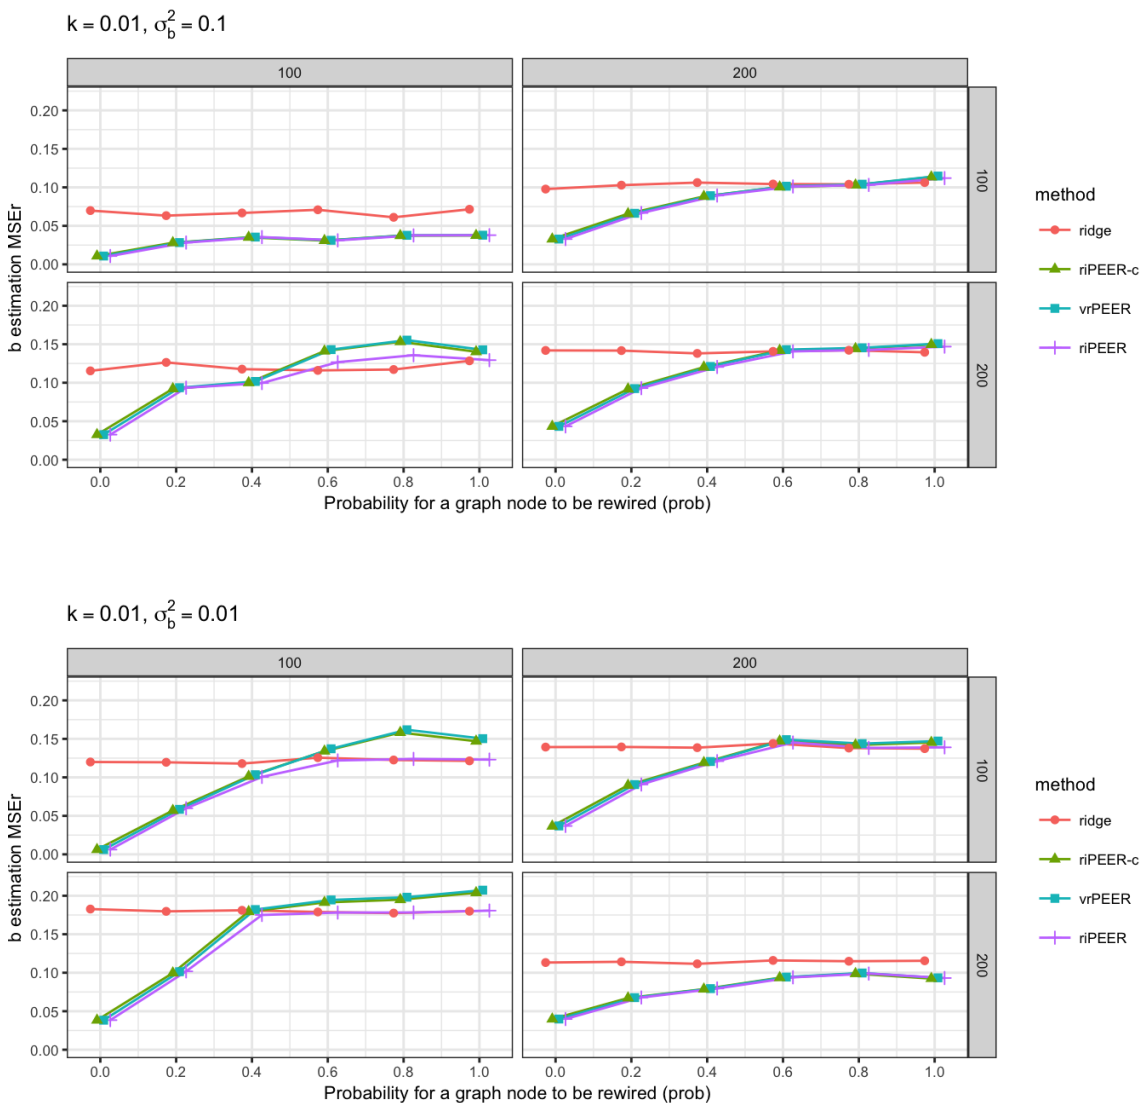 k = 0.01, σ_b^2 = 0.1
100
200
0.20
0.15
0.10
0.05
0.00
100
0.20
0.15
0.10
0.05
0.00
200
b estimation MSEr
0.0 0.2 0.4 0.6 0.8 1.0
0.0 0.2 0.4 0.6 0.8 1.0
Probability for a graph node to be rewired (prob)
method
ridge
riPEER-c
vrPEER
riPEER
k = 0.01, σ_b^2 = 0.01
100
200
0.20
0.15
0.10
0.05
0.00
100
0.20
0.15
0.10
0.05
0.00
200
b estimation MSEr
0.0 0.2 0.4 0.6 0.8 1.0
0.0 0.2 0.4 0.6 0.8 1.0
Probability for a graph node to be rewired (prob)
method
ridge
riPEER-c
vrPEER
riPEER